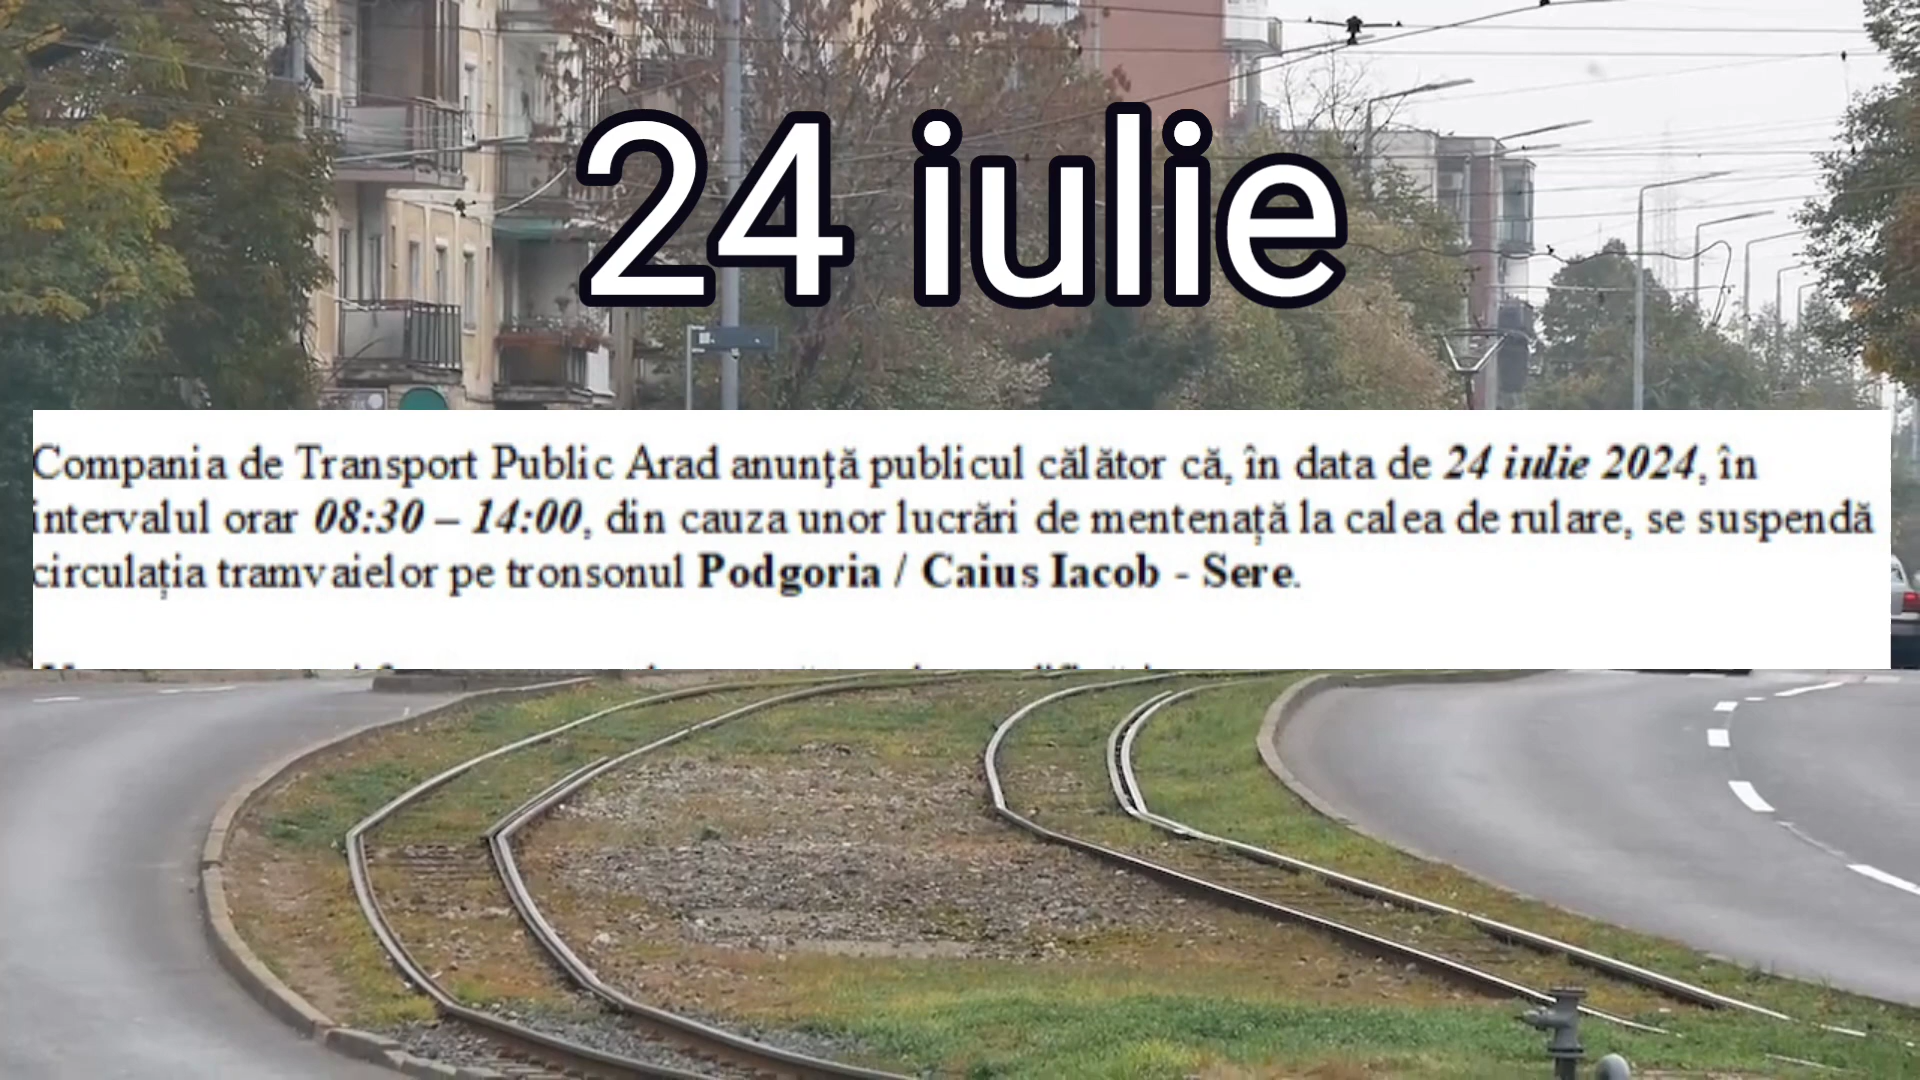 24 iulie
Compania de Transport Public Arad anunţă publicul călător că, în data de 24 iulie 2024, în
intervalul orar 08:30 – 14:00, din cauza unor lucrări de mentenață la calea de rulare, se suspendă
circulația tramvaielor pe tronsonul Podgoria / Caius Iacob - Sere.